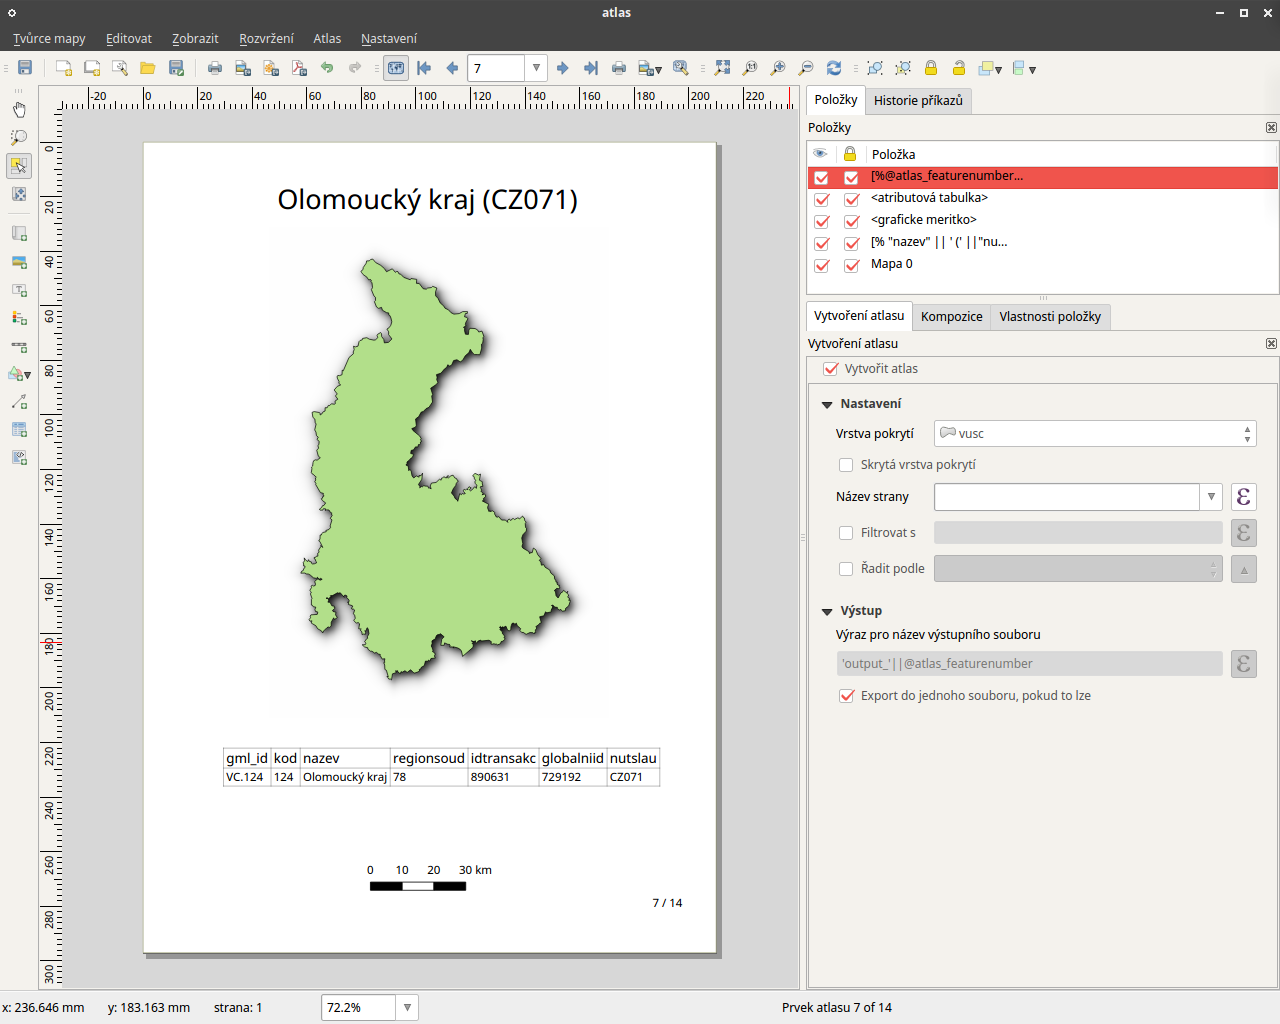 atlas
Tvůrce mapy Editovat Zobrazit Rozvržení Atlas Nastavení
7
-20 0 20 40 60 80 100 120 140 160 180 200 220
0 20 40 60 80 100 120 140 160 180 200 220 240 260 280 300
Olomoucký kraj (CZ071)
gml_id kod nazev regionsoud idtransakc globalniid nutslau
VC.124 124 Olomoucký kraj 78 890631 729192 CZ071
0 10 20 30 km
7 / 14
Položky Historie příkazů
Položky
Položka
[%@atlas_featurenumber...
<atributová tabulka>
<graficke meritko>
[% "nazev" || ' (' ||"nu...
Mapa 0
Vytvoření atlasu Kompozice Vlastnosti položky
Vytvoření atlasu
Vytvořit atlas
Nastavení
Vrstva pokrytí vusc
Skrytá vrstva pokrytí
Název strany ε
Filtrovat s ε
Řadit podle
Výstup
Výraz pro název výstupního souboru
'output_'||@atlas_featurenumber ε
Export do jednoho souboru, pokud to lze
x: 236.646 mm y: 183.163 mm strana: 1 72.2% Prvek atlasu 7 of 14